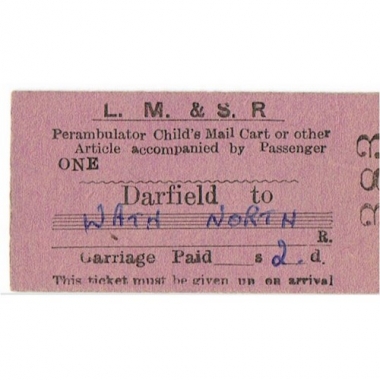 L. M. & S. R
Perambulator Child's Mail Cart or other
Article accompanied by Passenger
ONE
Darfield to
WATH NORTH
R.
Carriage Paid s 2. d.
This ticket must be given up on arrival
383